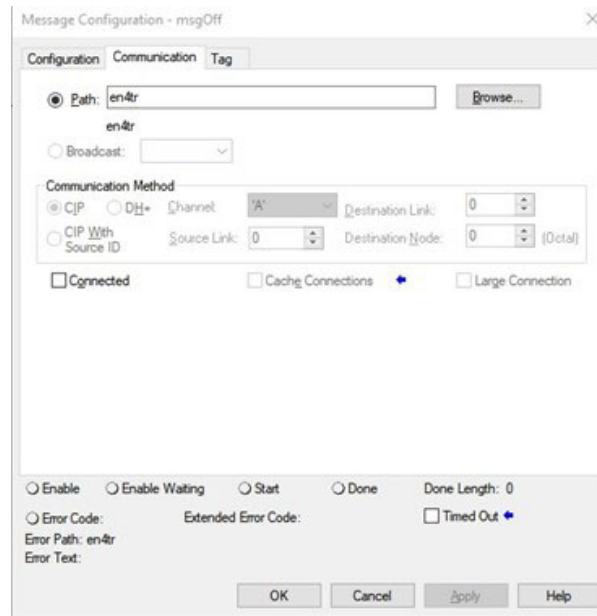 Message Configuration - msgOff
Configuration Communication Tag
Path: en4tr Browse...
en4tr
Broadcast:
Communication Method
CIP DH+ Channel: 'A' Destination Link: 0
CIP With Source ID Source Link: 0 Destination Node: 0 (Octal)
Connected Cache Connections Large Connection
Enable Enable Waiting Start Done Done Length: 0
Error Code: Extended Error Code: Timed Out
Error Path: en4tr
Error Text:
OK Cancel Apply Help